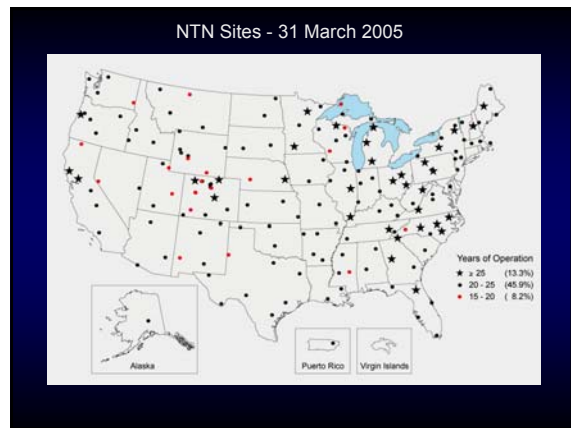 NTN Sites - 31 March 2005
Years of Operation
≥ 25 (13.3%)
20 - 25 (45.9%)
15 - 20 ( 8.2%)
Alaska
Puerto Rico
Virgin Islands